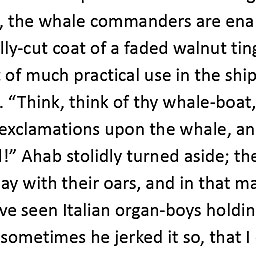 , the whale commanders are ena
lly-cut coat of a faded walnut ting
of much practical use in the ship
. “Think, think of thy whale-boat,
exclamations upon the whale, an
!” Ahab stolidly turned aside; the
ay with their oars, and in that ma
ve seen Italian organ-boys holdin
sometimes he jerked it so, that I